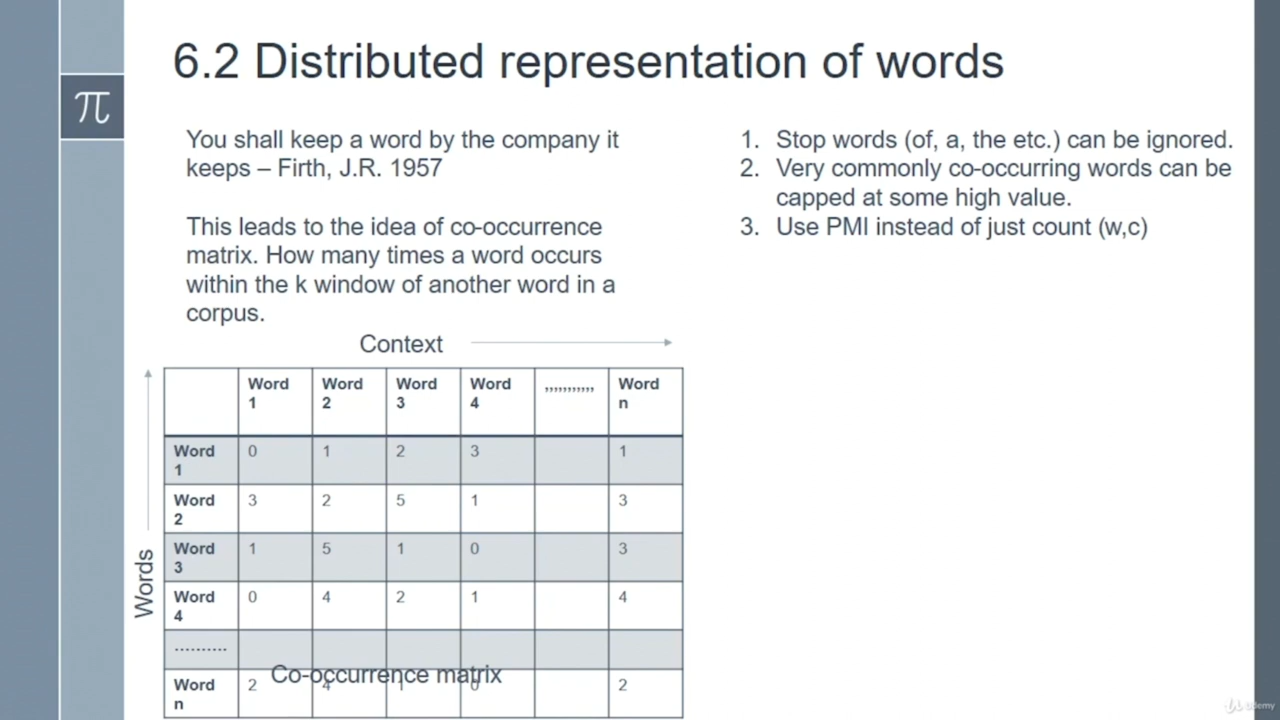 6.2 Distributed representation of words
π
You shall keep a word by the company it
keeps – Firth, J.R. 1957
This leads to the idea of co-occurrence
matrix. How many times a word occurs
within the k window of another word in a
corpus.
1. Stop words (of, a, the etc.) can be ignored.
2. Very commonly co-occurring words can be
capped at some high value.
3. Use PMI instead of just count (w,c)
Context
Words
Word 1 Word 2 Word 3 Word 4 ,,,,,,,,,,, Word n
Word 1 0 1 2 3 1
Word 2 3 2 5 1 3
Word 3 1 5 1 0 3
Word 4 0 4 2 1 4
..........
Word n 2 4 1 0 2
Co-occurrence matrix
Udemy